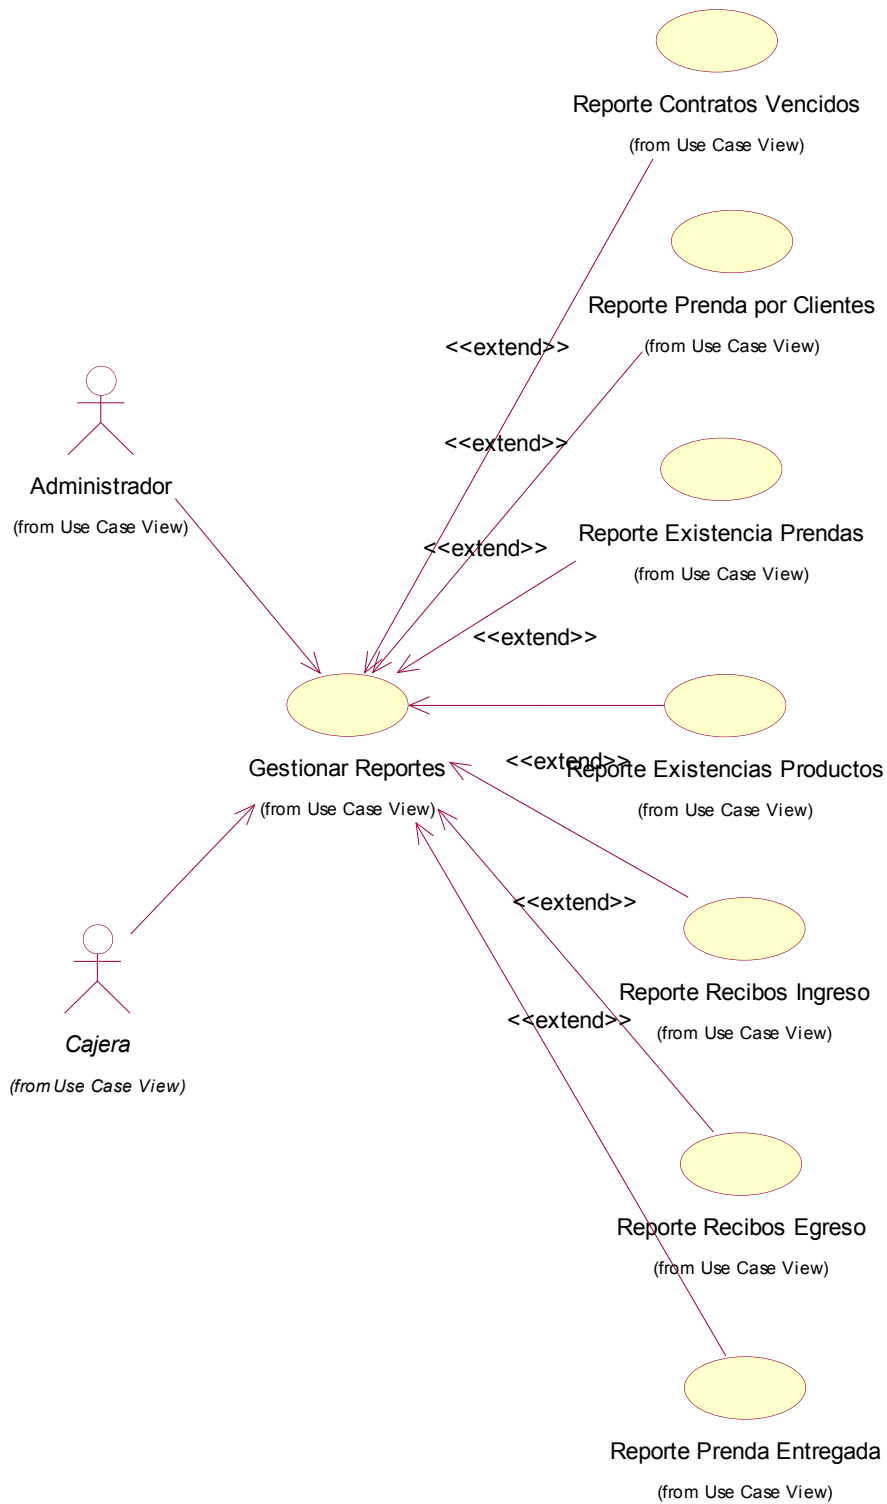 Reporte Contratos Vencidos
(from Use Case View)
Reporte Prenda por Clientes
(from Use Case View)
<<extend>>
<<extend>>
Administrador
(from Use Case View)
Reporte Existencia Prendas
(from Use Case View)
<<extend>>
<<extend>>
Gestionar Reportes
(from Use Case View)
<<extend>>
Reporte Existencias Productos
(from Use Case View)
<<extend>>
Reporte Recibos Ingreso
(from Use Case View)
<<extend>>
Cajera
(from Use Case View)
Reporte Recibos Egreso
(from Use Case View)
Reporte Prenda Entregada
(from Use Case View)